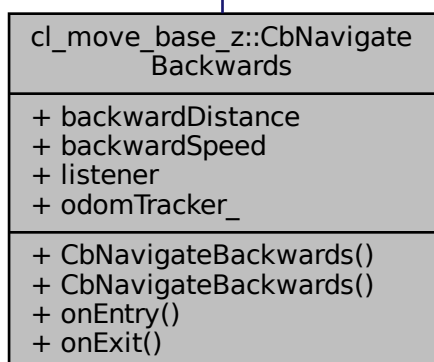 cl_move_base_z::CbNavigate
Backwards
+ backwardDistance
+ backwardSpeed
+ listener
+ odomTracker_
+ CbNavigateBackwards()
+ CbNavigateBackwards()
+ onEntry()
+ onExit()